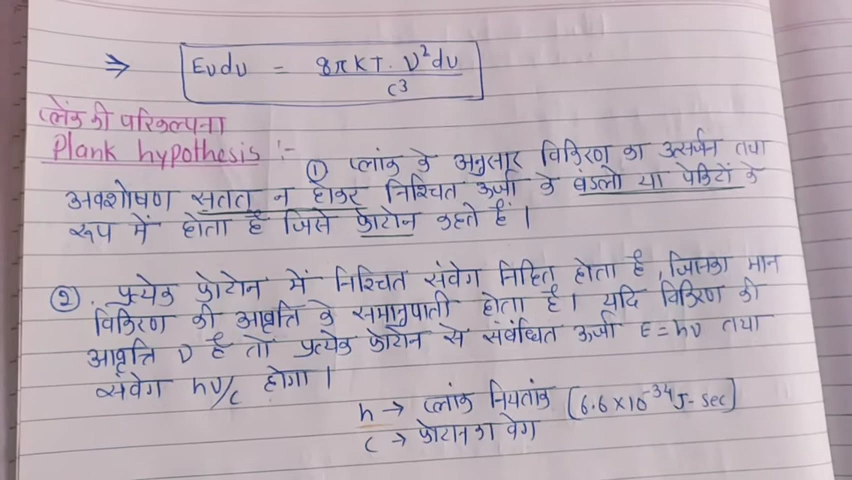 ⇒ Eνdν = 8πKT. ν²dν / c³
प्लेंक की परिकल्पना
Plank hypothesis :-
① प्लांक के अनुसार विकिरण का उत्सर्जन तथा
अवशोषण सतत न होकर निश्चित ऊर्जा के बंडलो या पेकिटों के
रूप में होता है जिसे फोटोन कहते हैं।
② . प्रत्येक फोटोन में निश्चित संवेग निहित होता है, जिसका मान
विकिरण की आवृत्ति के समानुपाती होता है। यदि विकिरण की
आवृत्ति ν है तो प्रत्येक फोटोन से संबंधित ऊर्जा E=hν तथा
संवेग hν/c होगा।
h → प्लांक नियतांक [6.6×10⁻³⁴J-sec]
c → फोटानका वेग